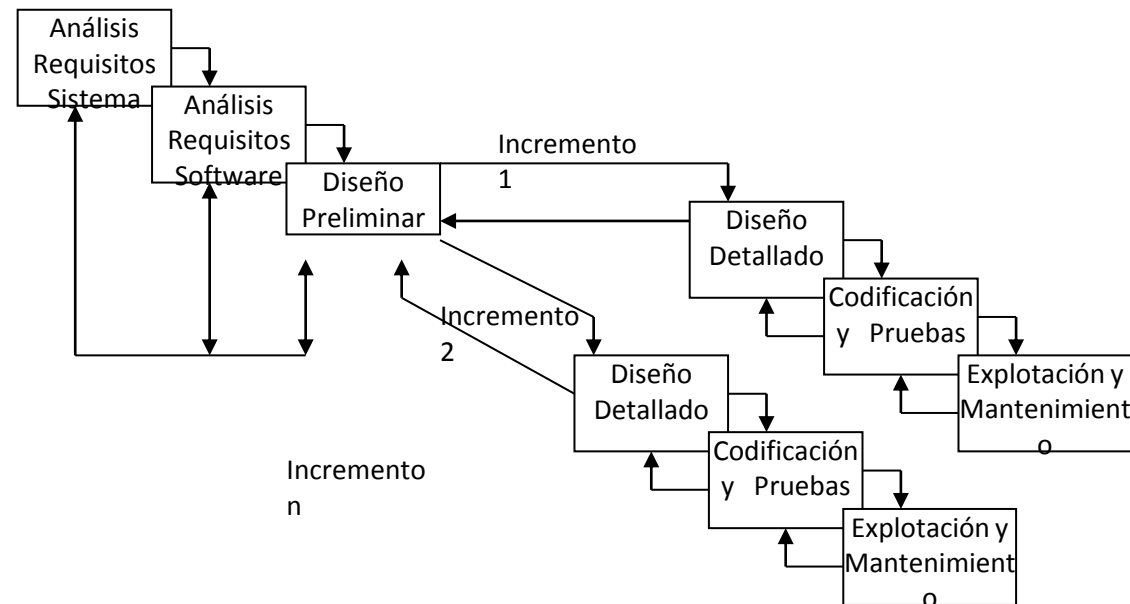 Análisis
Requisitos
Sistema
Análisis
Requisitos
Software
Diseño
Preliminar
Incremento
1
Diseño
Detallado
Codificación
y Pruebas
Explotación y
Mantenimient
o
Incremento
2
Diseño
Detallado
Codificación
y Pruebas
Explotación y
Mantenimient
o
Incremento
n